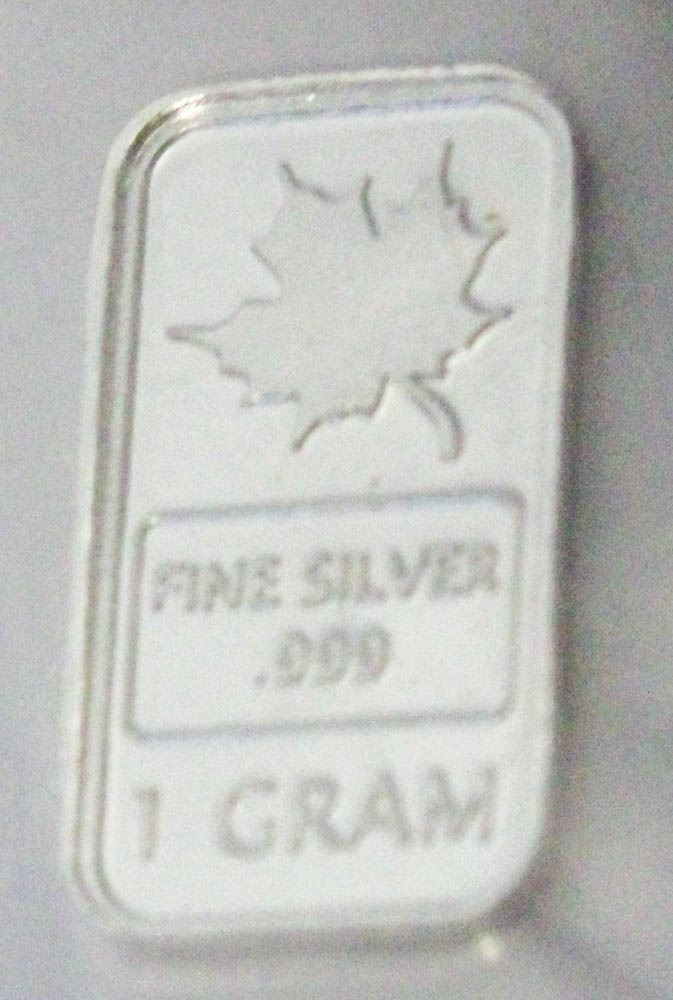 FINE SILVER
.999
1 GRAM